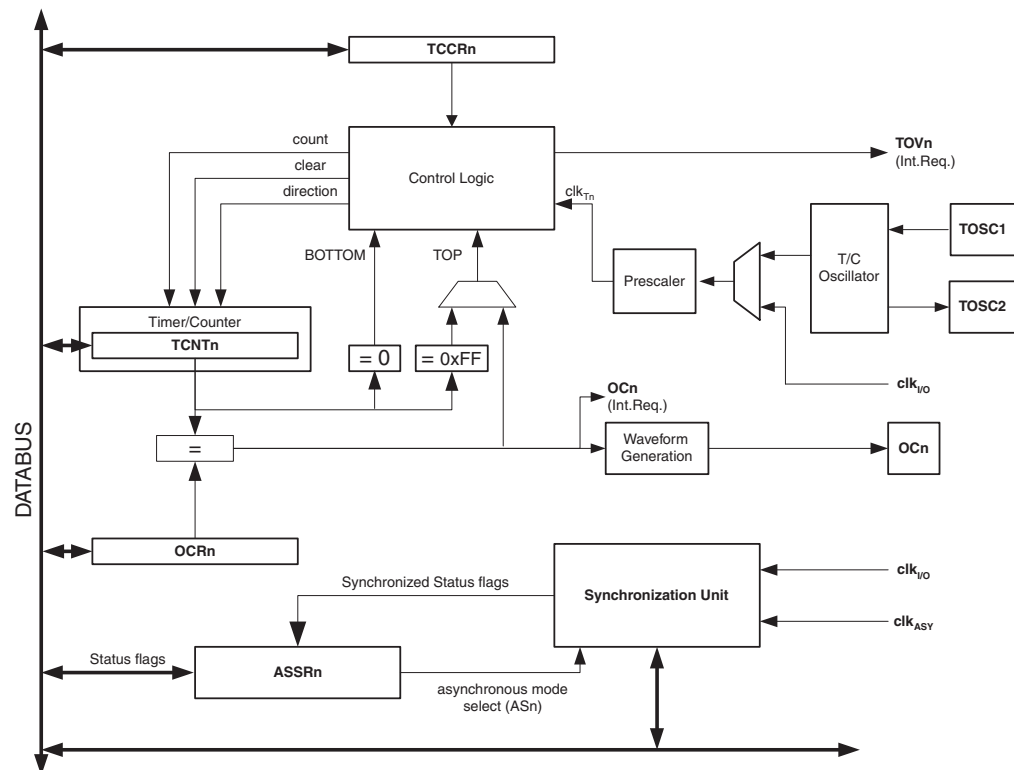 TCCRn
count
clear
direction
Control Logic
TOVn
(Int.Req.)
clkTn
BOTTOM
TOP
Prescaler
T/C
Oscillator
TOSC1
TOSC2
Timer/Counter
TCNTn
= 0
= 0xFF
clkI/O
OCn
(Int.Req.)
=
Waveform
Generation
OCn
DATABUS
OCRn
Synchronized Status flags
Synchronization Unit
clkI/O
clkASY
Status flags
ASSRn
asynchronous mode
select (ASn)